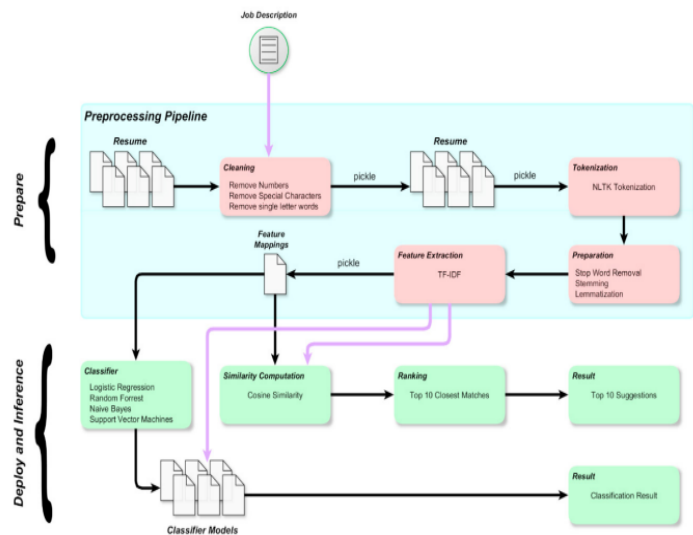 Job Description
Preprocessing Pipeline
Prepare
Resume
Cleaning
Remove Numbers
Remove Special Characters
Remove single letter words
pickle
Resume
pickle
Tokenization
NLTK Tokenization
Feature
Mappings
pickle
Feature Extraction
TF-IDF
Preparation
Stop Word Removal
Stemming
Lemmatization
Deploy and Inference
Classifier
Logistic Regression
Random Forrest
Naive Bayes
Support Vector Machines
Similarity Computation
Cosine Similarity
Ranking
Top 10 Closest Matches
Result
Top 10 Suggestions
Classifier Models
Result
Classification Result